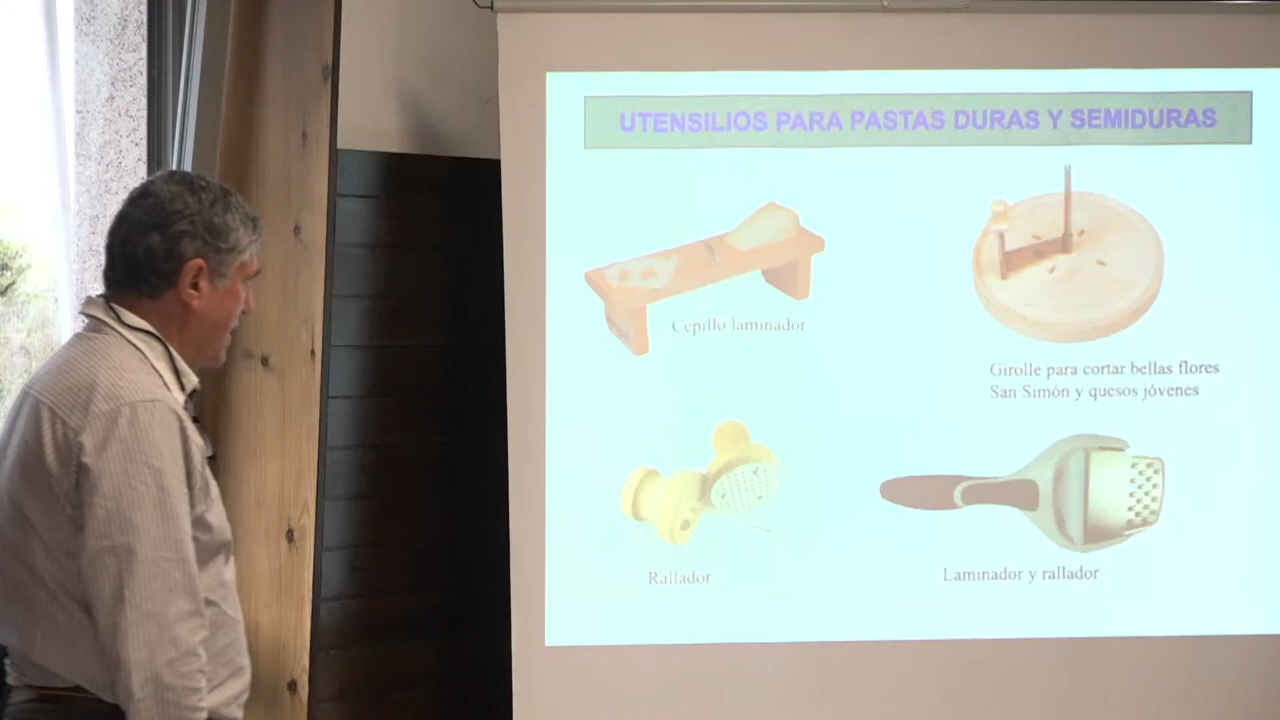 UTENSILIOS PARA PASTAS DURAS Y SEMIDURAS
Cepillo laminador
Girolle para cortar bellas flores
San Simón y quesos jóvenes
Rallador
Laminador y rallador